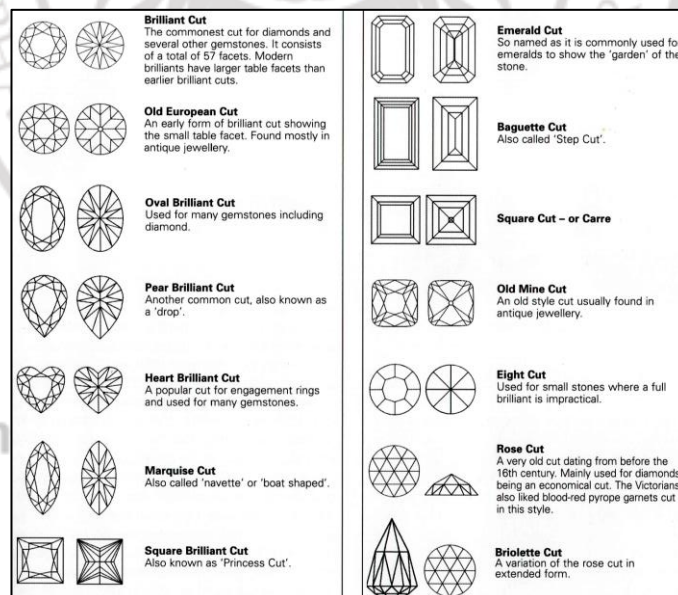 Brilliant Cut
The commonest cut for diamonds and
several other gemstones. It consists
of a total of 57 facets. Modern
brilliants have larger table facets than
earlier brilliant cuts.
Old European Cut
An early form of brilliant cut showing
the small table facet. Found mostly in
antique jewellery.
Oval Brilliant Cut
Used for many gemstones including
diamond.
Pear Brilliant Cut
Another common cut, also known as
a 'drop'.
Heart Brilliant Cut
A popular cut for engagement rings
and used for many gemstones.
Marquise Cut
Also called 'navette' or 'boat shaped'.
Square Brilliant Cut
Also known as 'Princess Cut'.
Emerald Cut
So named as it is commonly used fo
emeralds to show the 'garden' of the
stone.
Baguette Cut
Also called 'Step Cut'.
Square Cut – or Carre
Old Mine Cut
An old style cut usually found in
antique jewellery.
Eight Cut
Used for small stones where a full
brilliant is impractical.
Rose Cut
A very old cut dating from before the
16th century. Mainly used for diamonds
being an economical cut. The Victorians
also liked blood-red pyrope garnets cut
in this style.
Briolette Cut
A variation of the rose cut in
extended form.